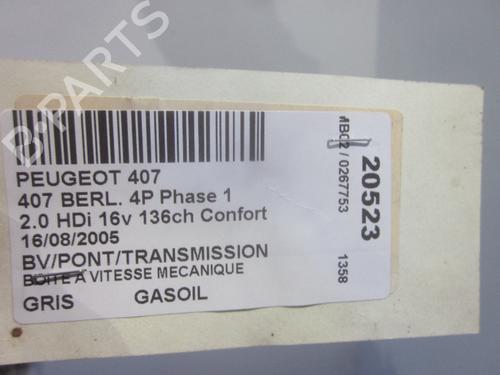 B-PARTS
PEUGEOT 407
407 BERL. 4P Phase 1
2.0 HDi 16v 136ch Confort
16/08/2005
BV/PONT/TRANSMISSION
BOITE A VITESSE MECANIQUE
GRIS GASOIL
20523
MB02 / 0267753
1358